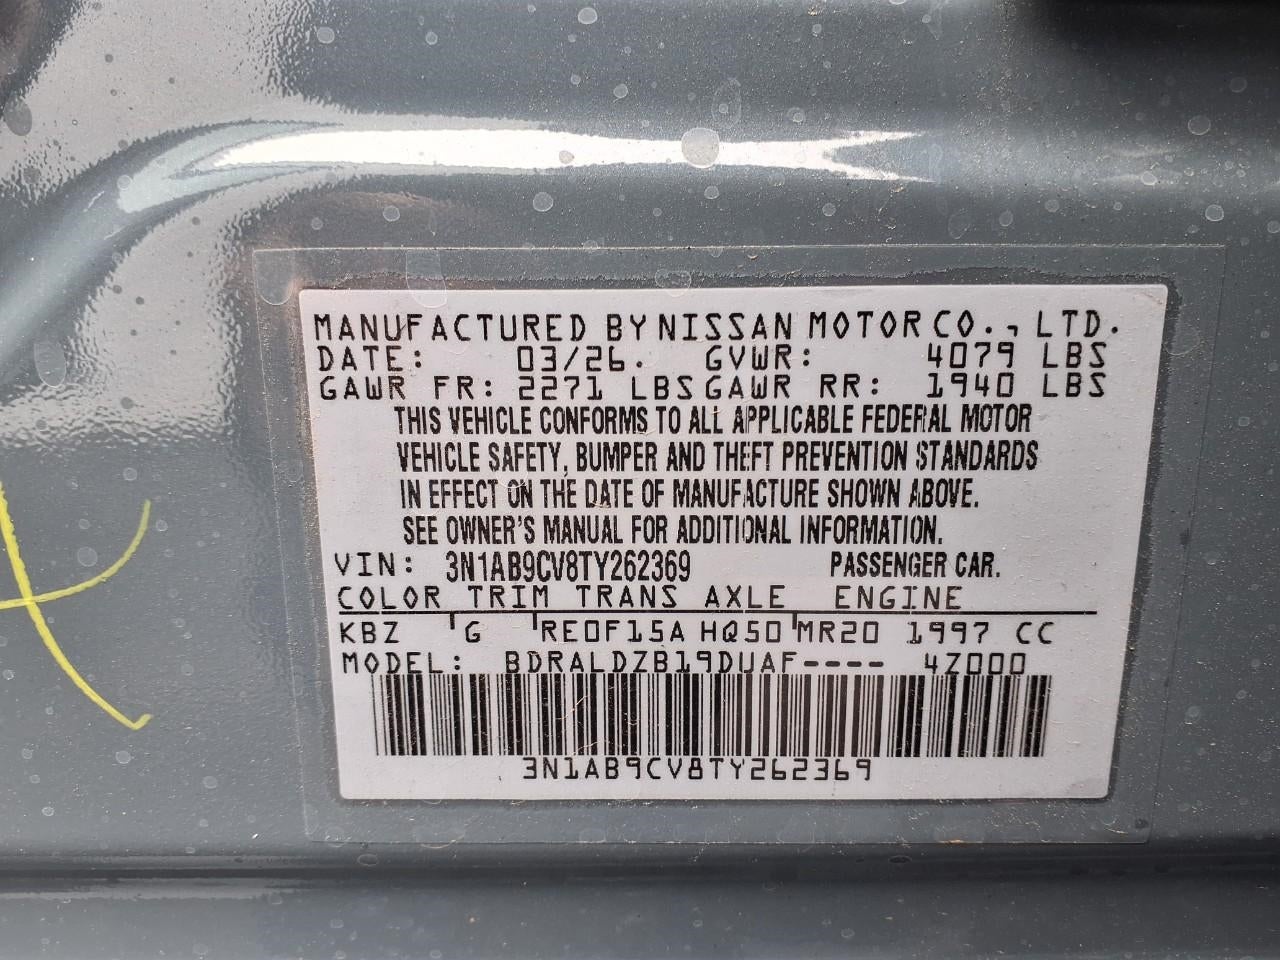 MANUFACTURED BY NISSAN MOTOR CO., LTD.
DATE: 03/26. GVWR: 4079 LBS
GAWR FR: 2271 LBS GAWR RR: 1940 LBS
THIS VEHICLE CONFORMS TO ALL APPLICABLE FEDERAL MOTOR
VEHICLE SAFETY, BUMPER AND THEFT PREVENTION STANDARDS
IN EFFECT ON THE DATE OF MANUFACTURE SHOWN ABOVE.
SEE OWNER'S MANUAL FOR ADDITIONAL INFORMATION.
VIN: 3N1AB9CV8TY262369 PASSENGER CAR.
COLOR TRIM TRANS AXLE ENGINE
KBZ G RE0F15A HQ50 MR20 1997 CC
MODEL: BDRALDZB19DUAF---- 4Z000
3N1AB9CV8TY262369